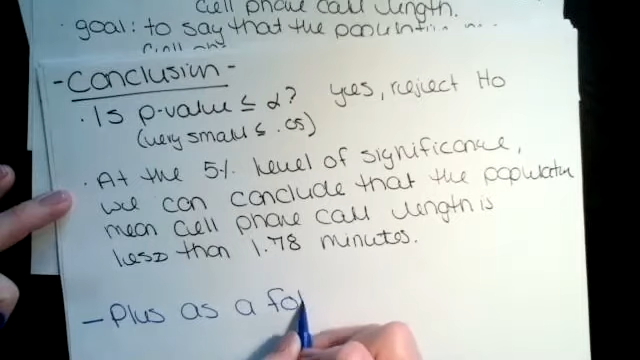 cell phone call length.
goal: to say that the
- Conclusion -
· Is p-value ≤ α? yes, reject Ho
(very small ≤ .05)
· At the 5% level of significance,
we can conclude that the population
mean cell phone call length is
less than 1.78 minutes.
- Plus as a fo